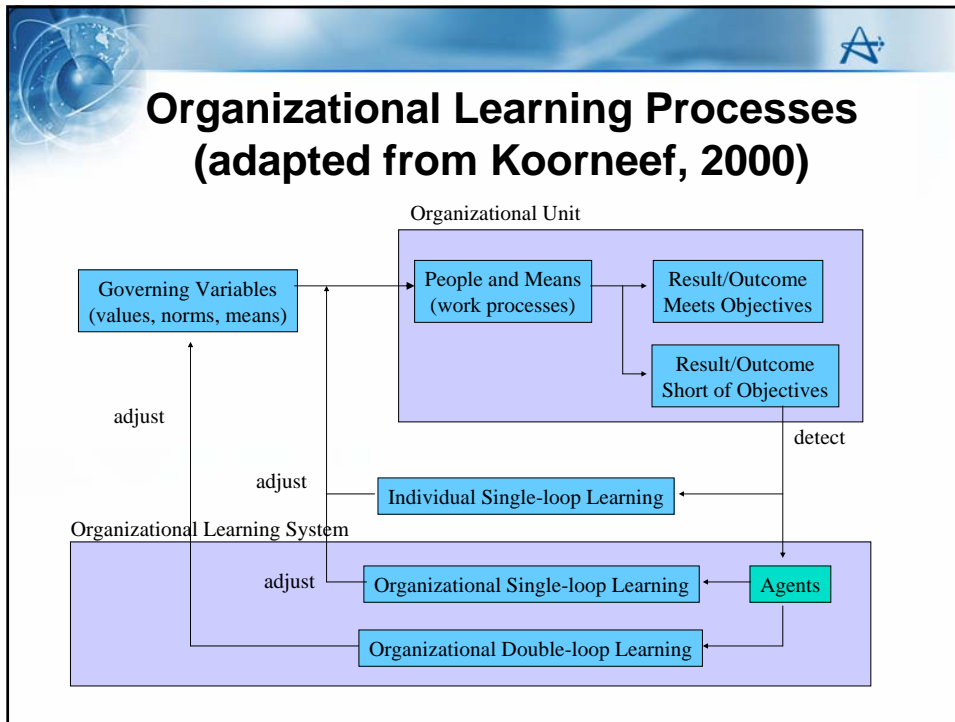 Organizational Learning Processes
(adapted from Koorneef, 2000)
Organizational Unit
Governing Variables
(values, norms, means)
People and Means
(work processes)
Result/Outcome
Meets Objectives
Result/Outcome
Short of Objectives
adjust
detect
adjust
Individual Single-loop Learning
Organizational Learning System
adjust
Organizational Single-loop Learning
Agents
Organizational Double-loop Learning